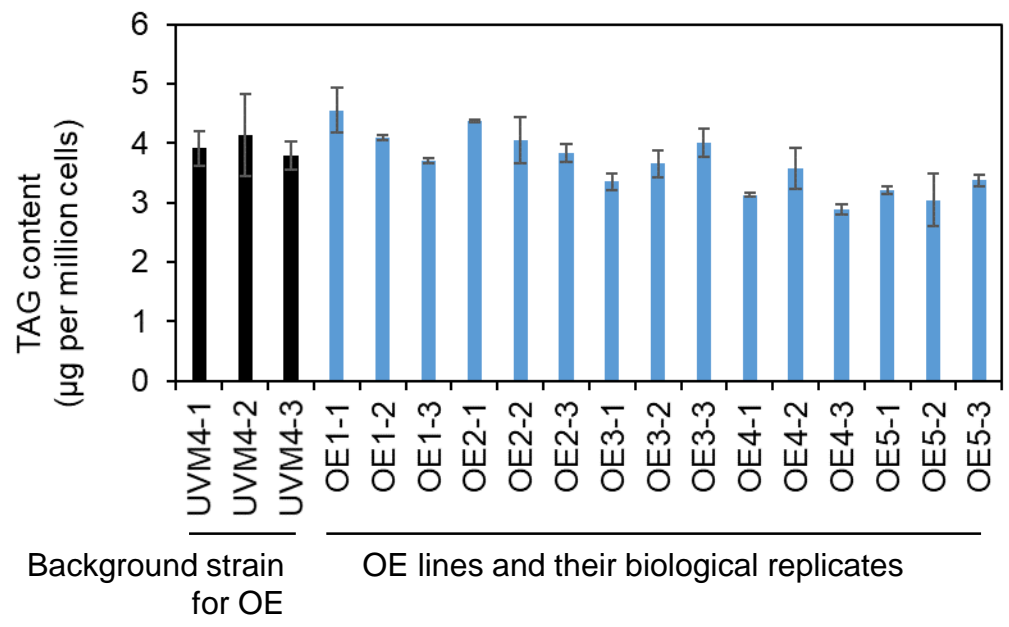 6
5
4
3
2
1
0
TAG content
(µg per million cells)
UVM4-1
UVM4-2
UVM4-3
OE1-1
OE1-2
OE1-3
OE2-1
OE2-2
OE2-3
OE3-1
OE3-2
OE3-3
OE4-1
OE4-2
OE4-3
OE5-1
OE5-2
OE5-3
Background strain
for OE
OE lines and their biological replicates